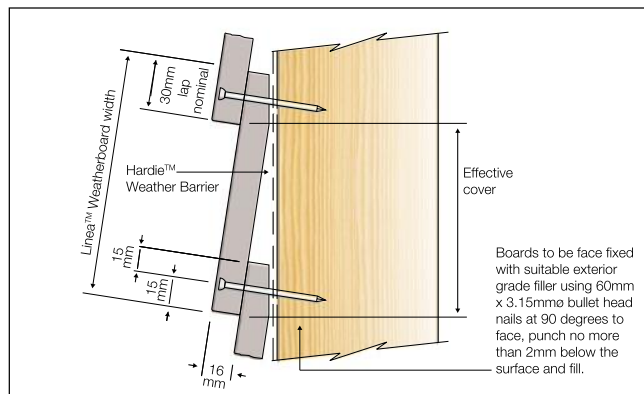 30mm
lap
nominal
Linea™ Weatherboard width
Hardie™
Weather Barrier
Effective
cover
15
mm
15
mm
16
mm
Boards to be face fixed
with suitable exterior
grade filler using 60mm
x 3.15mmø bullet head
nails at 90 degrees to
face, punch no more
than 2mm below the
surface and fill.